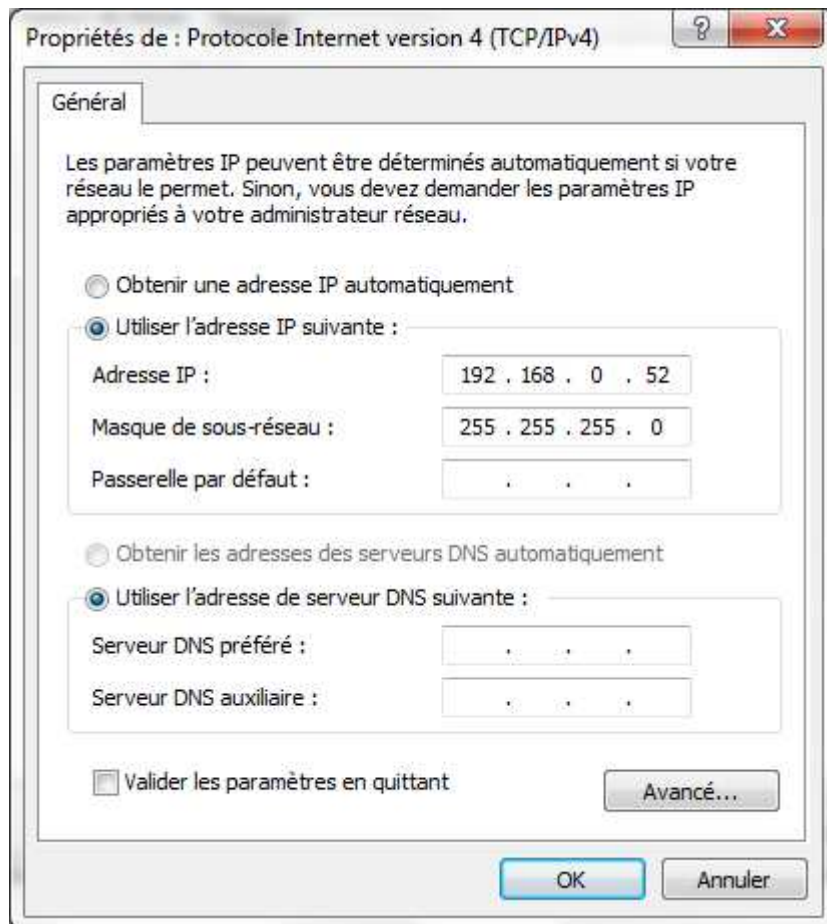 Propriétés de : Protocole Internet version 4 (TCP/IPv4)
Général
Les paramètres IP peuvent être déterminés automatiquement si votre
réseau le permet. Sinon, vous devez demander les paramètres IP
appropriés à votre administrateur réseau.
Obtenir une adresse IP automatiquement
Utiliser l'adresse IP suivante :
Adresse IP : 192 . 168 . 0 . 52
Masque de sous-réseau : 255 . 255 . 255 . 0
Passerelle par défaut : . . .
Obtenir les adresses des serveurs DNS automatiquement
Utiliser l'adresse de serveur DNS suivante :
Serveur DNS préféré : . . .
Serveur DNS auxiliaire : . . .
Valider les paramètres en quittant Avancé...
OK Annuler